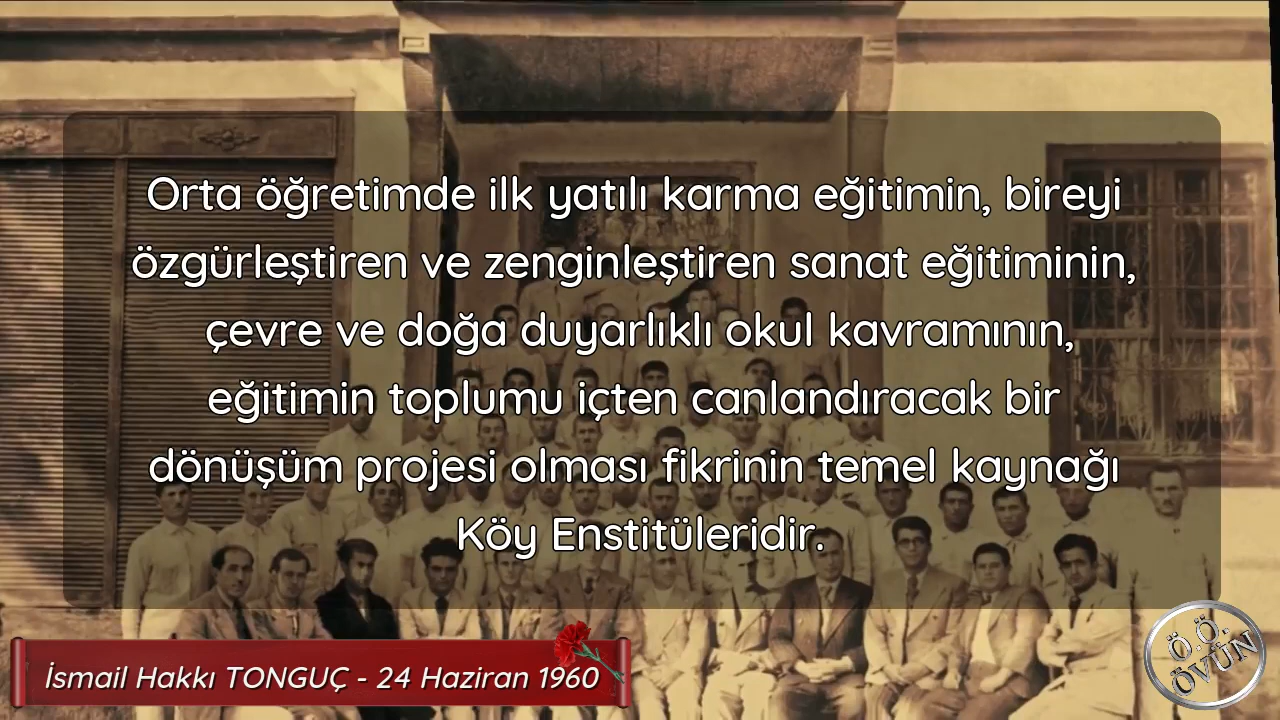 Orta öğretimde ilk yatılı karma eğitimin, bireyi
özgürleştiren ve zenginleştiren sanat eğitiminin,
çevre ve doğa duyarlıklı okul kavramının,
eğitimin toplumu içten canlandıracak bir
dönüşüm projesi olması fikrinin temel kaynağı
Köy Enstitüleridir.
İsmail Hakkı TONGUÇ - 24 Haziran 1960
Ö.Ö.
ÖVÜN